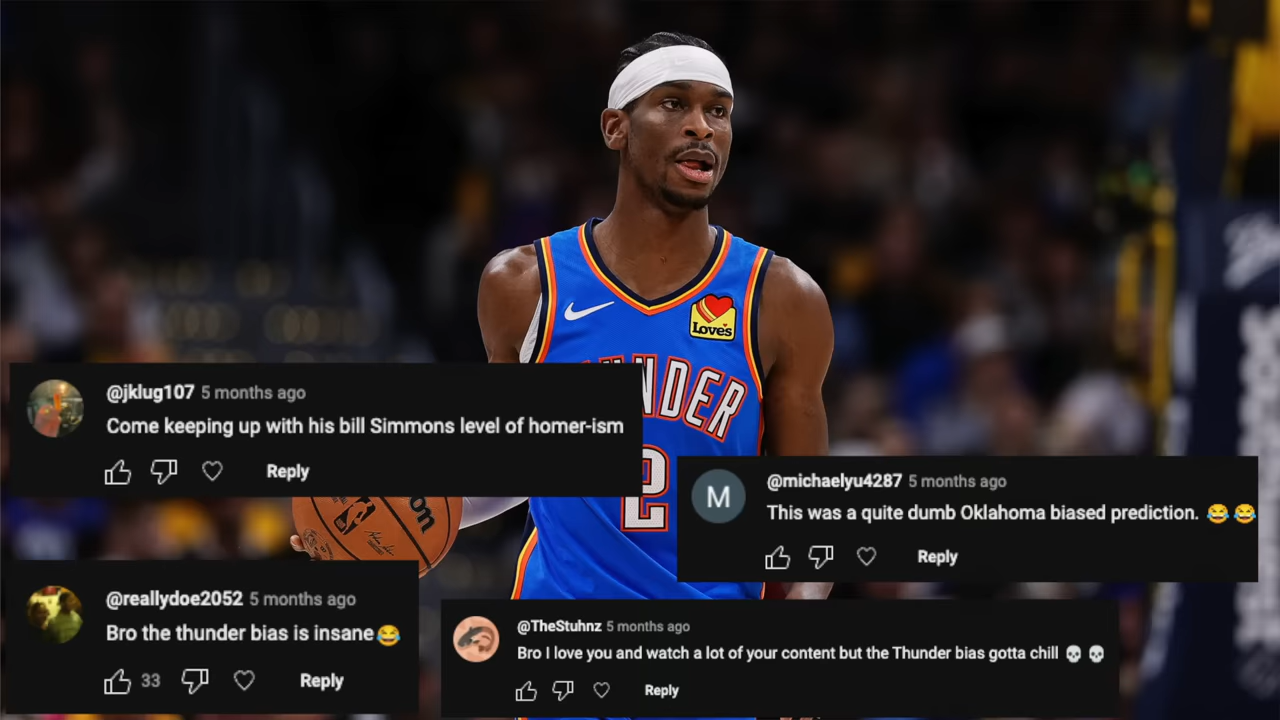 Loves
THUNDER
2
@jklug107 5 months ago
Come keeping up with his bill Simmons level of homer-ism
Reply
@michaelyu4287 5 months ago
M
This was a quite dumb Oklahoma biased prediction. 😂😂
Reply
@reallydoe2052 5 months ago
Bro the thunder bias is insane😂
33
Reply
@TheStuhnz 5 months ago
Bro I love you and watch a lot of your content but the Thunder bias gotta chill 💀 💀
Reply